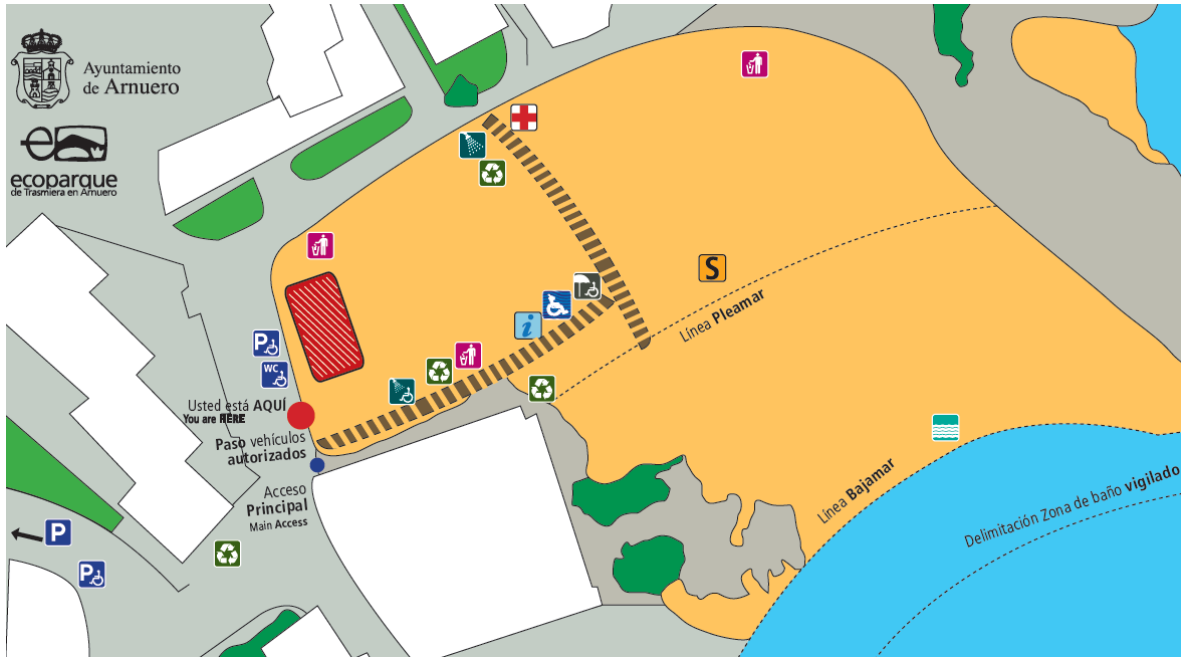 Ayuntamiento
de Arnuero
ecoparque
de Trasmiera en Arnuero
S
Línea Pleamar
i
P
WC
Usted está AQUÍ
You are HERE
Paso vehículos
autorizados
Acceso
Principal
Main Access
Línea Bajamar
Delimitación Zona de baño vigilado
P
P